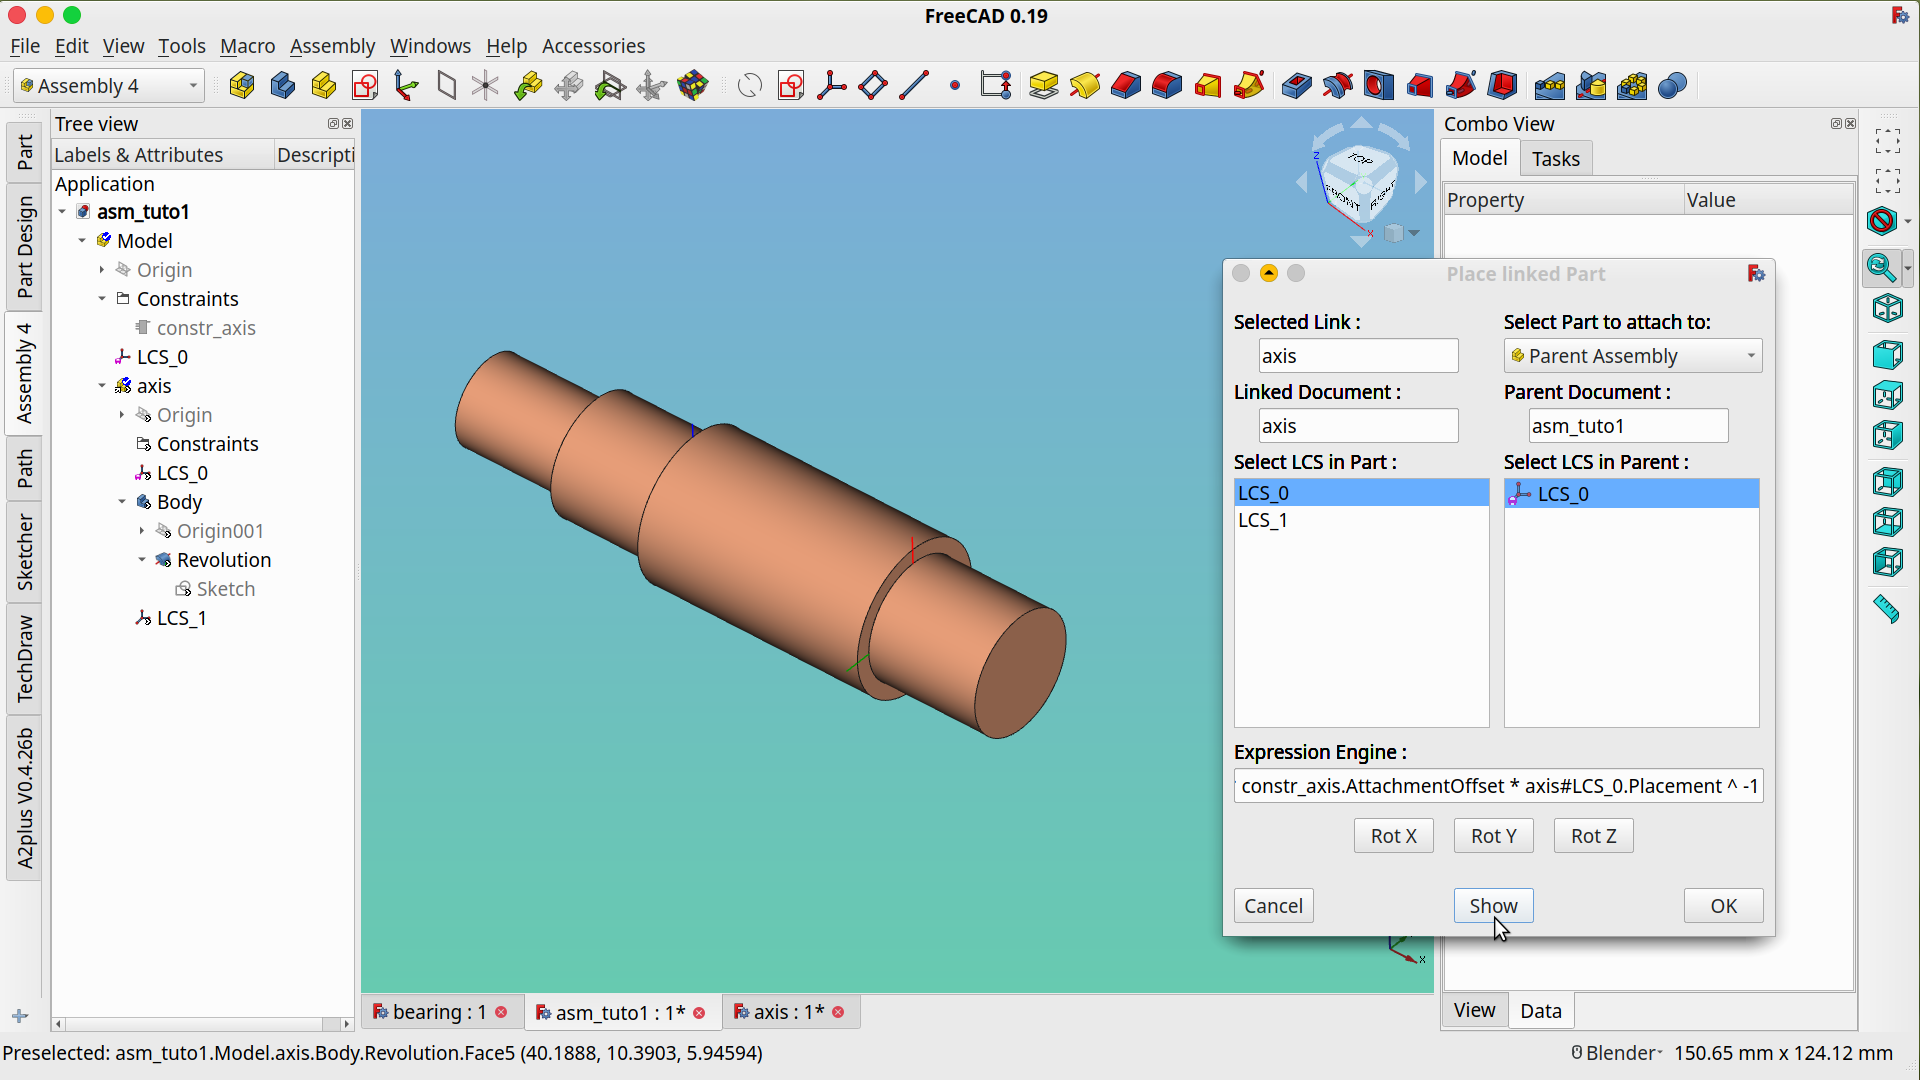 FreeCAD 0.19
File Edit View Tools Macro Assembly Windows Help Accessories
Assembly 4
Part
Part Design
Assembly 4
Path
Sketcher
TechDraw
A2plus V0.4.26b
Tree view
Labels & Attributes Descripti
Application
asm_tuto1
Model
Origin
Constraints
constr_axis
LCS_0
axis
Origin
Constraints
LCS_0
Body
Origin001
Revolution
Sketch
LCS_1
TOP
FRONT
RIGHT
Z
X
Combo View
Model Tasks
Property Value
Place linked Part
Selected Link : Select Part to attach to:
axis Parent Assembly
Linked Document : Parent Document :
axis asm_tuto1
Select LCS in Part : Select LCS in Parent :
LCS_0 LCS_0
LCS_1
Expression Engine :
constr_axis.AttachmentOffset * axis#LCS_0.Placement ^ -1
Rot X Rot Y Rot Z
Cancel Show OK
X
bearing : 1 asm_tuto1 : 1* axis : 1*
View Data
Preselected: asm_tuto1.Model.axis.Body.Revolution.Face5 (40.1888, 10.3903, 5.94594) Blender 150.65 mm x 124.12 mm